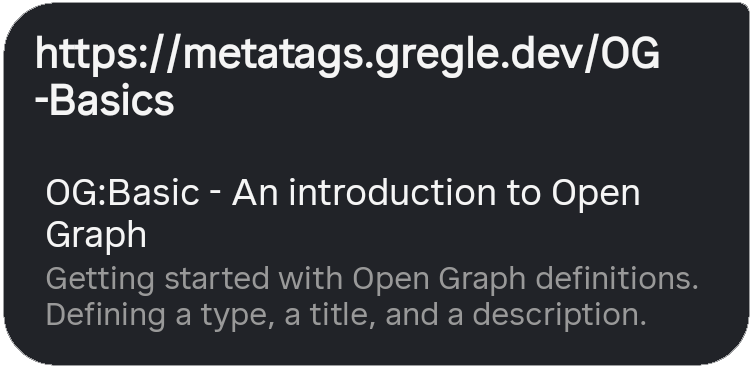 https://metatags.gregle.dev/OG
-Basics
OG:Basic - An introduction to Open
Graph
Getting started with Open Graph definitions.
Defining a type, a title, and a description.